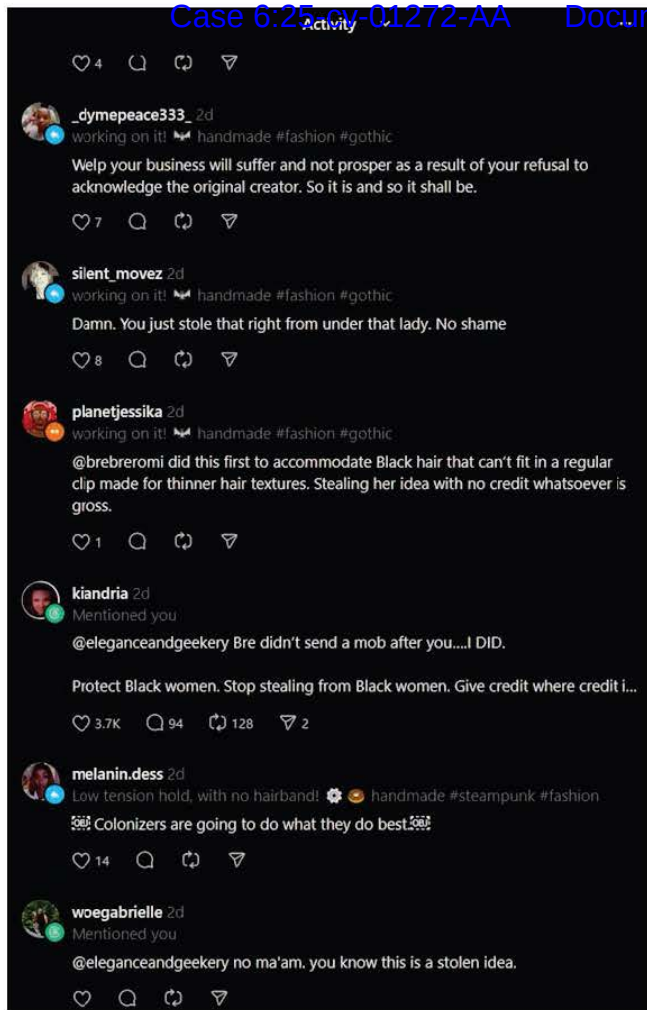 Case 6:25-cv-01272-AA Docum
Activity
4
_dymepeace333_ 2d
working on it! handmade #fashion #gothic
Welp your business will suffer and not prosper as a result of your refusal to
acknowledge the original creator. So it is and so it shall be.
7
silent_movez 2d
working on it! handmade #fashion #gothic
Damn. You just stole that right from under that lady. No shame
8
planetjessika 2d
working on it! handmade #fashion #gothic
@brebreromi did this first to accommodate Black hair that can't fit in a regular
clip made for thinner hair textures. Stealing her idea with no credit whatsoever is
gross.
1
kiandria 2d
Mentioned you
@eleganceandgeekery Bre didn't send a mob after you....I DID.
Protect Black women. Stop stealing from Black women. Give credit where credit i...
3.7K 94 128 2
melanin.dess 2d
Low tension hold, with no hairband! handmade #steampunk #fashion
OBJ Colonizers are going to do what they do best.OBJ
14
woegabrielle 2d
Mentioned you
@eleganceandgeekery no ma'am. you know this is a stolen idea.